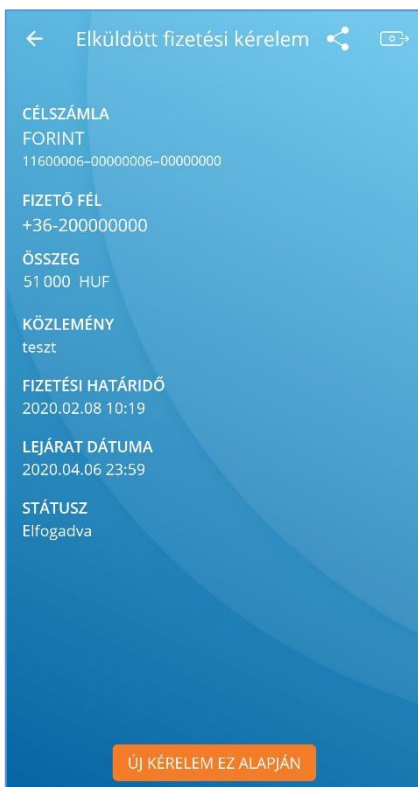 Elküldött fizetési kérelem
CÉLSZÁMLA
FORINT
11600006-00000006-00000000
FIZETŐ FÉL
+36-200000000
ÖSSZEG
51 000 HUF
KÖZLEMÉNY
teszt
FIZETÉSI HATÁRIDŐ
2020.02.08 10:19
LEJÁRAT DÁTUMA
2020.04.06 23:59
STÁTUSZ
Elfogadva
ÚJ KÉRELEM EZ ALAPJÁN